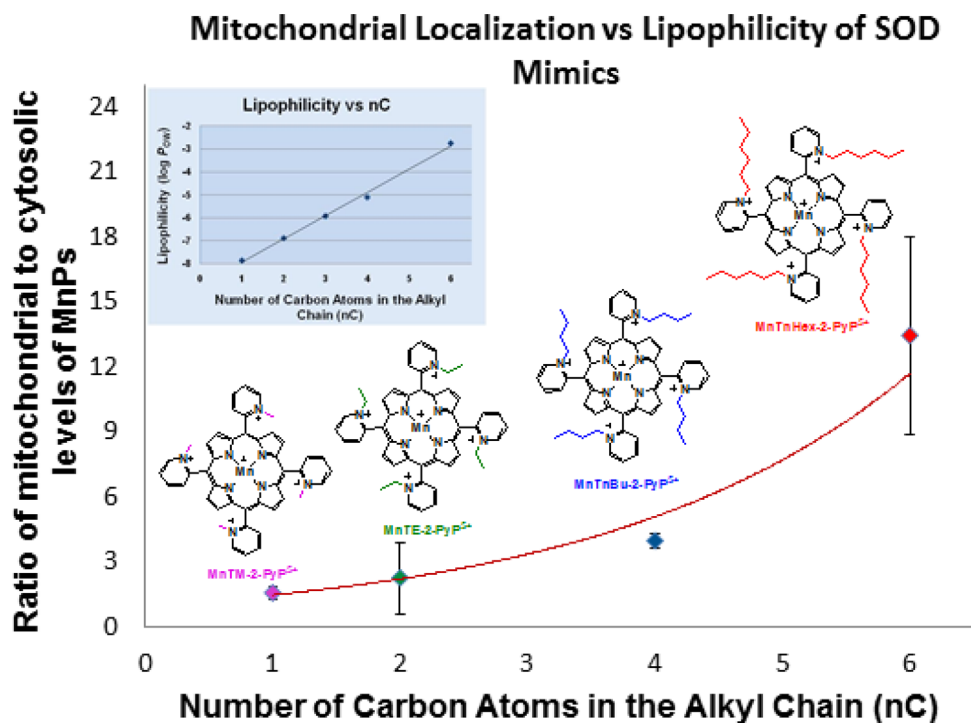 Mitochondrial Localization vs Lipophilicity of SOD
Mimics
Ratio of mitochondrial to cytosolic
levels of MnPs
24
21
18
15
12
9
6
3
0
Lipophilicity vs nC
Lipophilicity (log P_OW)
-2
-3
-4
-5
-6
-7
-8
0 1 2 3 4 5 6
Number of Carbon Atoms in the Alkyl
Chain (nC)
N N N N N N N N Mn + + + + +
MnTnHex-2-PyP5+
N N N N N N N N Mn + + + + +
MnTnBu-2-PyP5+
N N N N N N N N Mn + + + + +
MnTE-2-PyP5+
N N N N N N N N Mn + + + + +
MnTM-2-PyP5+
0 1 2 3 4 5 6
Number of Carbon Atoms in the Alkyl Chain (nC)